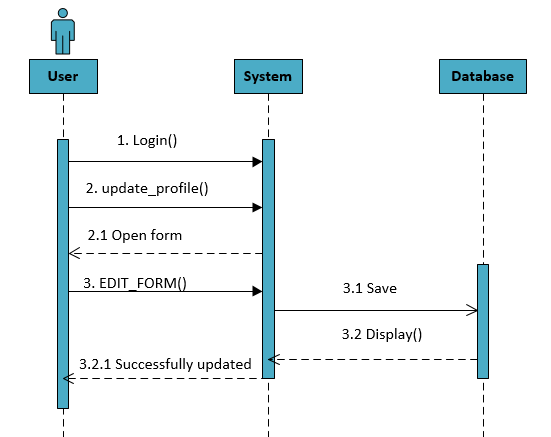 User
System
Database
1. Login()
2. update_profile()
2.1 Open form
3. EDIT_FORM()
3.1 Save
3.2 Display()
3.2.1 Successfully updated